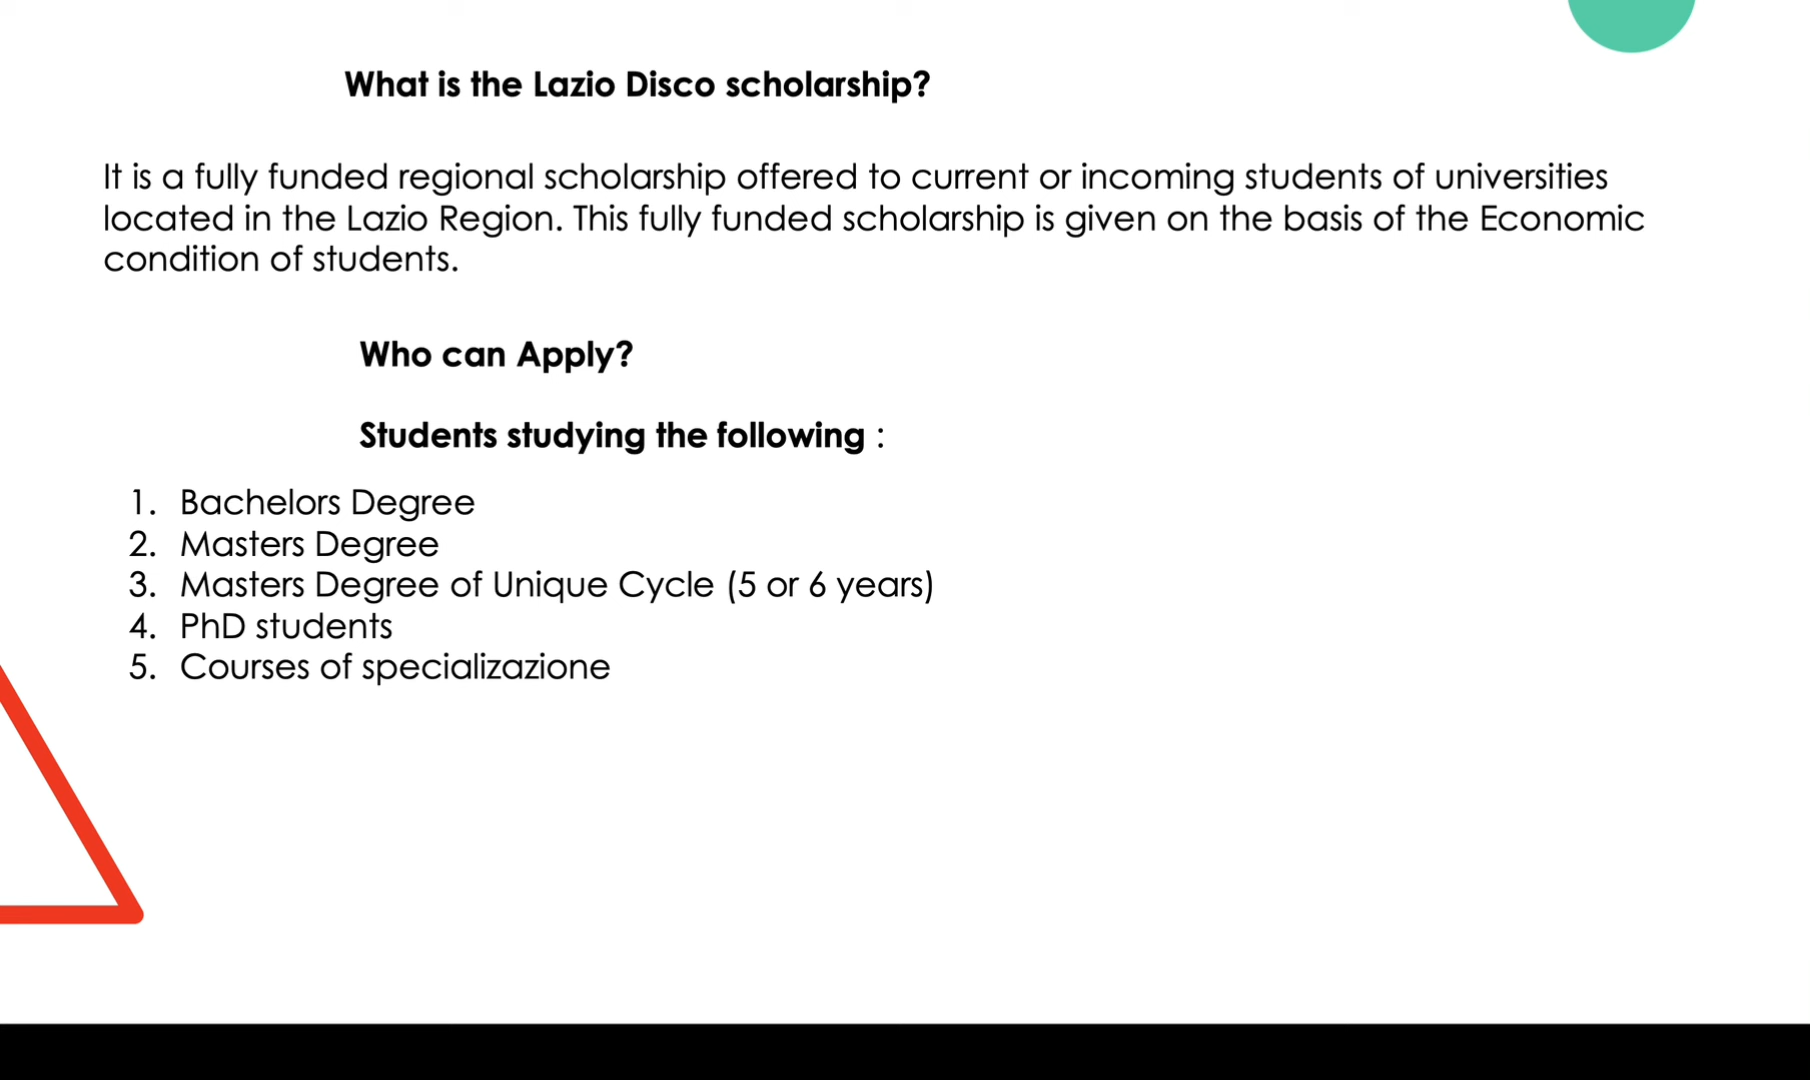 What is the Lazio Disco scholarship?
It is a fully funded regional scholarship offered to current or incoming students of universities
located in the Lazio Region. This fully funded scholarship is given on the basis of the Economic
condition of students.
Who can Apply?
Students studying the following :
1. Bachelors Degree
2. Masters Degree
3. Masters Degree of Unique Cycle (5 or 6 years)
4. PhD students
5. Courses of specializazione